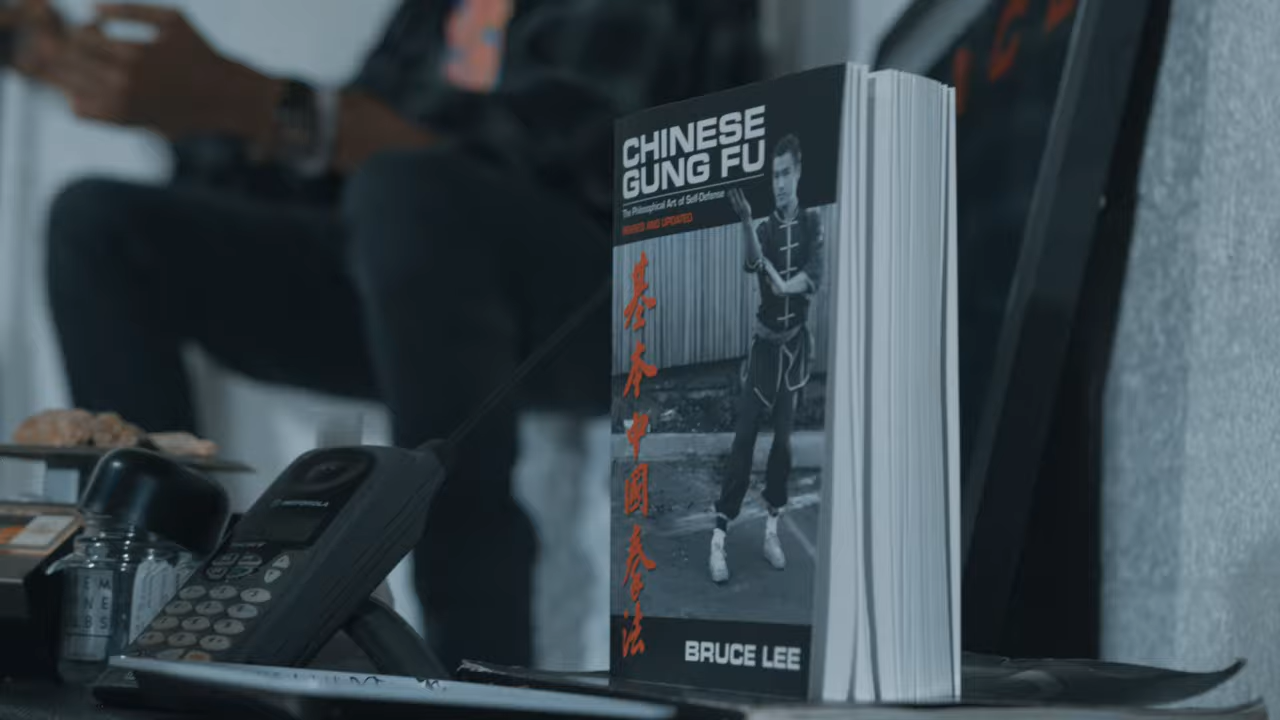 CHINESE
GUNG FU
The Philosophical Art of Self-Defense
REVISED AND UPDATED
基本中国拳法
BRUCE LEE
MOTOROLA